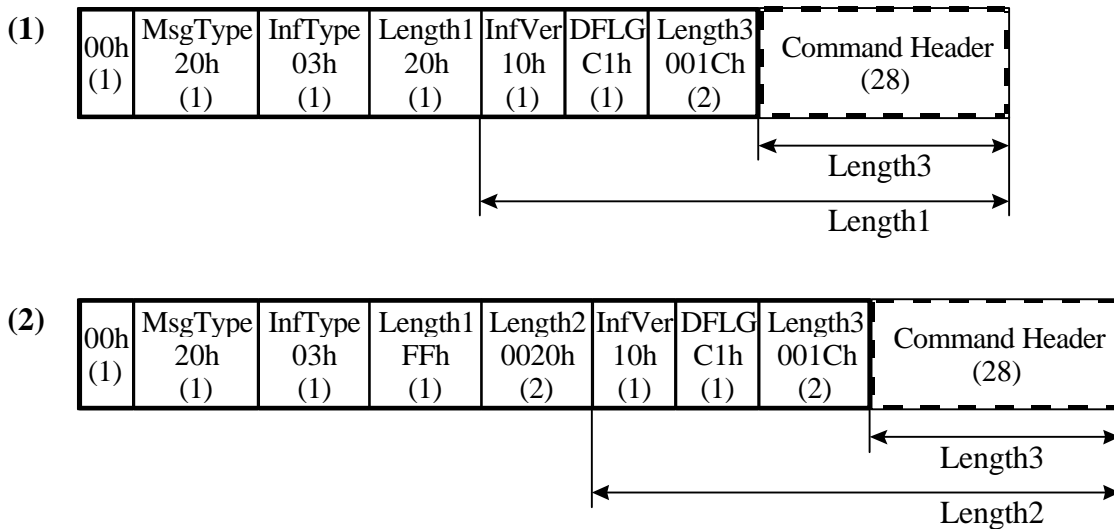 (1)
00h
(1)
MsgType
20h
(1)
InfType
03h
(1)
Length1
20h
(1)
InfVer
10h
(1)
DFLG
C1h
(1)
Length3
001Ch
(2)
Command Header
(28)
Length3
Length1
(2)
00h
(1)
MsgType
20h
(1)
InfType
03h
(1)
Length1
FFh
(1)
Length2
0020h
(2)
InfVer
10h
(1)
DFLG
C1h
(1)
Length3
001Ch
(2)
Command Header
(28)
Length3
Length2